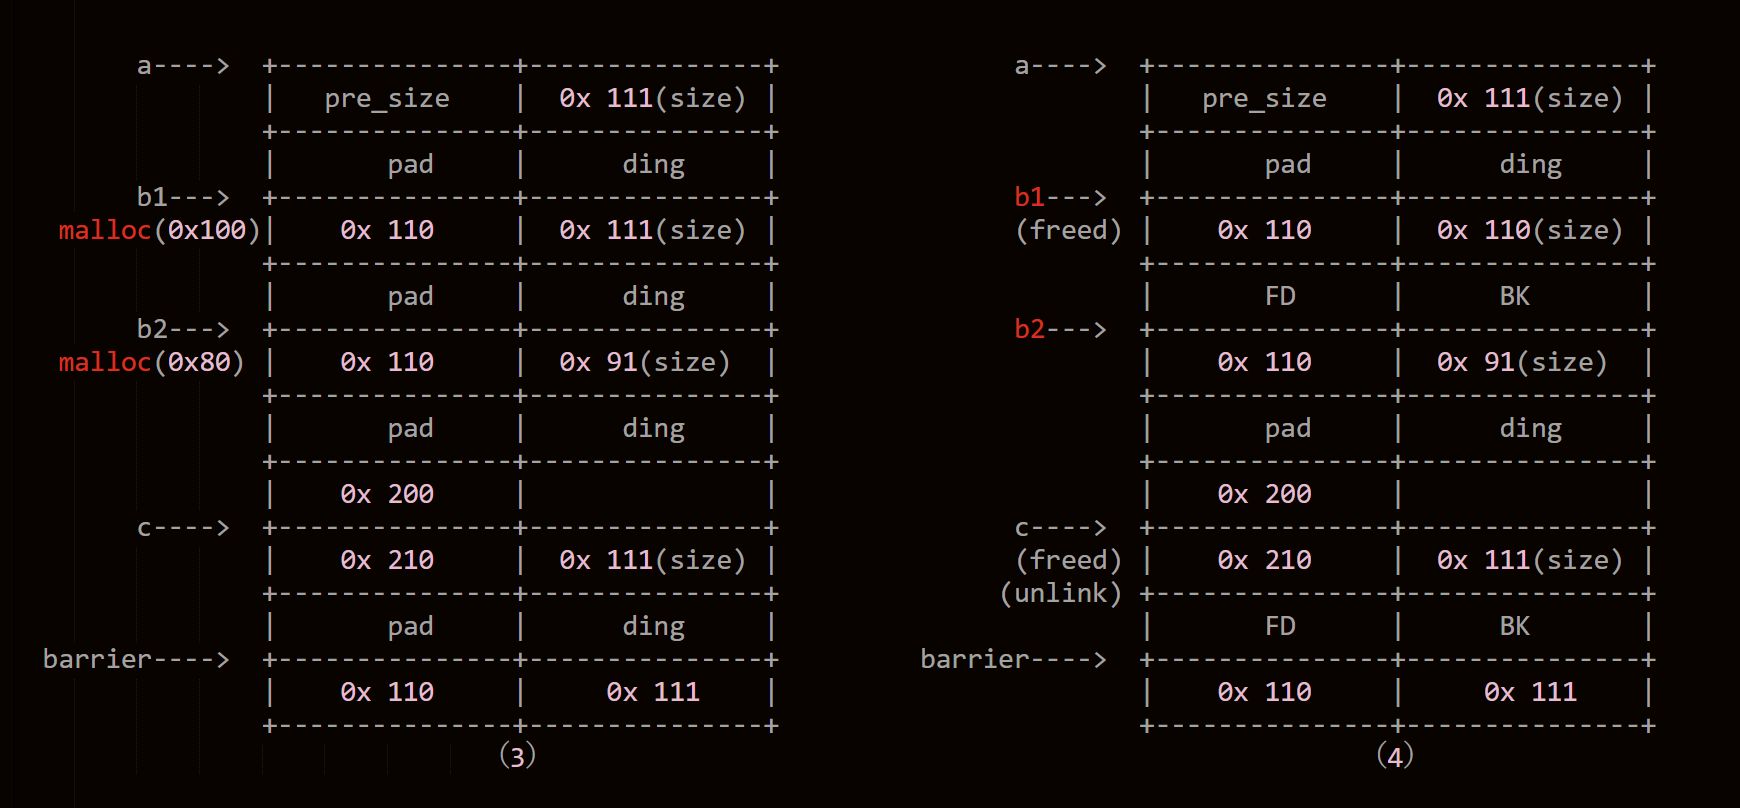 a----> +---------------+---------------+ a----> +---------------+---------------+
| pre_size | 0x 111(size) | | pre_size | 0x 111(size) |
+---------------+---------------+ +---------------+---------------+
| pad | ding | | pad | ding |
b1---> +---------------+---------------+ b1---> +---------------+---------------+
malloc(0x100)| 0x 110 | 0x 111(size) | (freed) | 0x 110 | 0x 110(size) |
+---------------+---------------+ +---------------+---------------+
| pad | ding | | FD | BK |
b2---> +---------------+---------------+ b2---> +---------------+---------------+
malloc(0x80) | 0x 110 | 0x 91(size) | | 0x 110 | 0x 91(size) |
+---------------+---------------+ +---------------+---------------+
| pad | ding | | pad | ding |
+---------------+---------------+ +---------------+---------------+
| 0x 200 | | | 0x 200 | |
c----> +---------------+---------------+ c----> +---------------+---------------+
| 0x 210 | 0x 111(size) | (freed) | 0x 210 | 0x 111(size) |
+---------------+---------------+ (unlink) +---------------+---------------+
| pad | ding | | FD | BK |
barrier----> +---------------+---------------+ barrier----> +---------------+---------------+
| 0x 110 | 0x 111 | | 0x 110 | 0x 111 |
+---------------+---------------+ +---------------+---------------+
（3） （4）